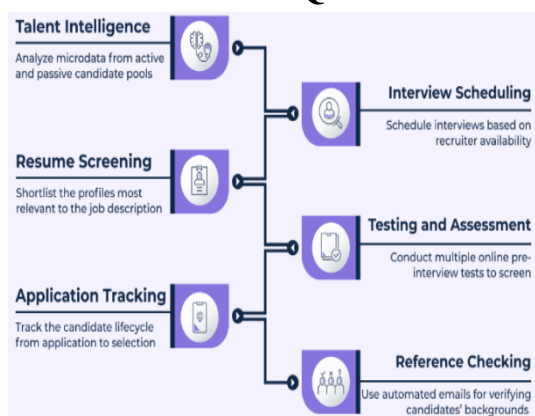 Talent Intelligence
Analyze microdata from active
and passive candidate pools
Interview Scheduling
Schedule interviews based on
recruiter availability
Resume Screening
Shortlist the profiles most
relevant to the job description
Testing and Assessment
Conduct multiple online pre-
interview tests to screen
Application Tracking
Track the candidate lifecycle
from application to selection
Reference Checking
Use automated emails for verifying
candidates' backgrounds